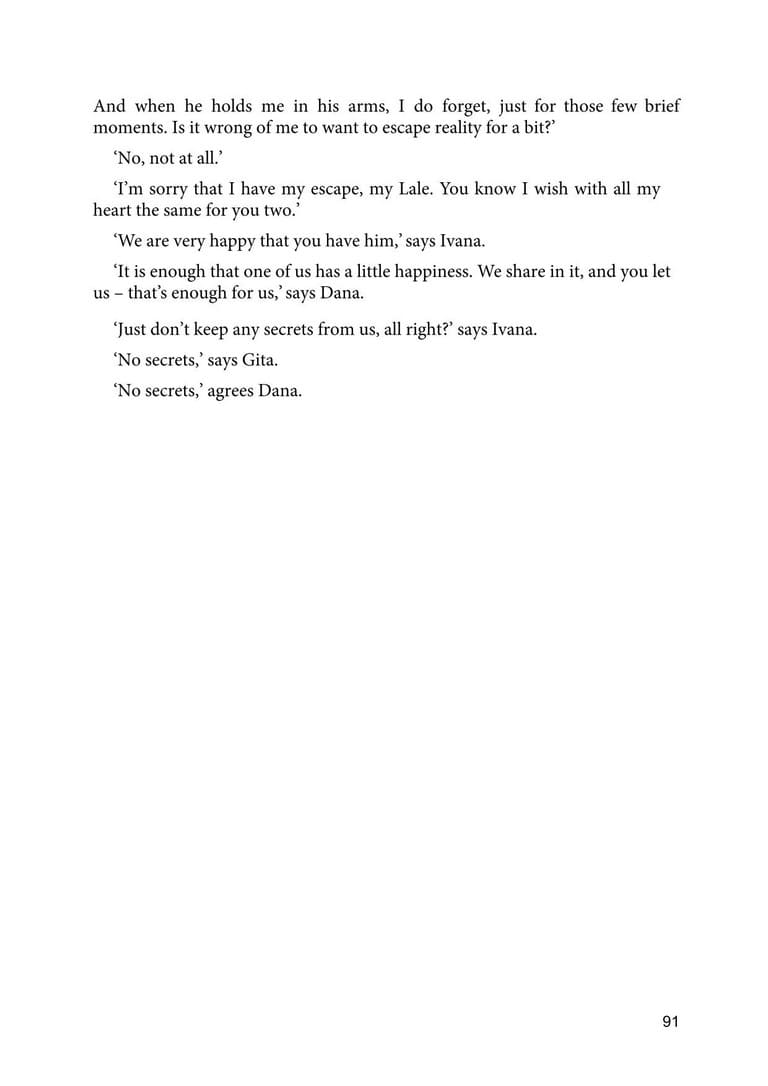 And when he holds me in his arms, I do forget, just for those few brief
moments. Is it wrong of me to want to escape reality for a bit?’
‘No, not at all.’
‘I’m sorry that I have my escape, my Lale. You know I wish with all my
heart the same for you two.’
‘We are very happy that you have him,’ says Ivana.
‘It is enough that one of us has a little happiness. We share in it, and you let
us – that’s enough for us,’ says Dana.
‘Just don’t keep any secrets from us, all right?’ says Ivana.
‘No secrets,’ says Gita.
‘No secrets,’ agrees Dana.
91